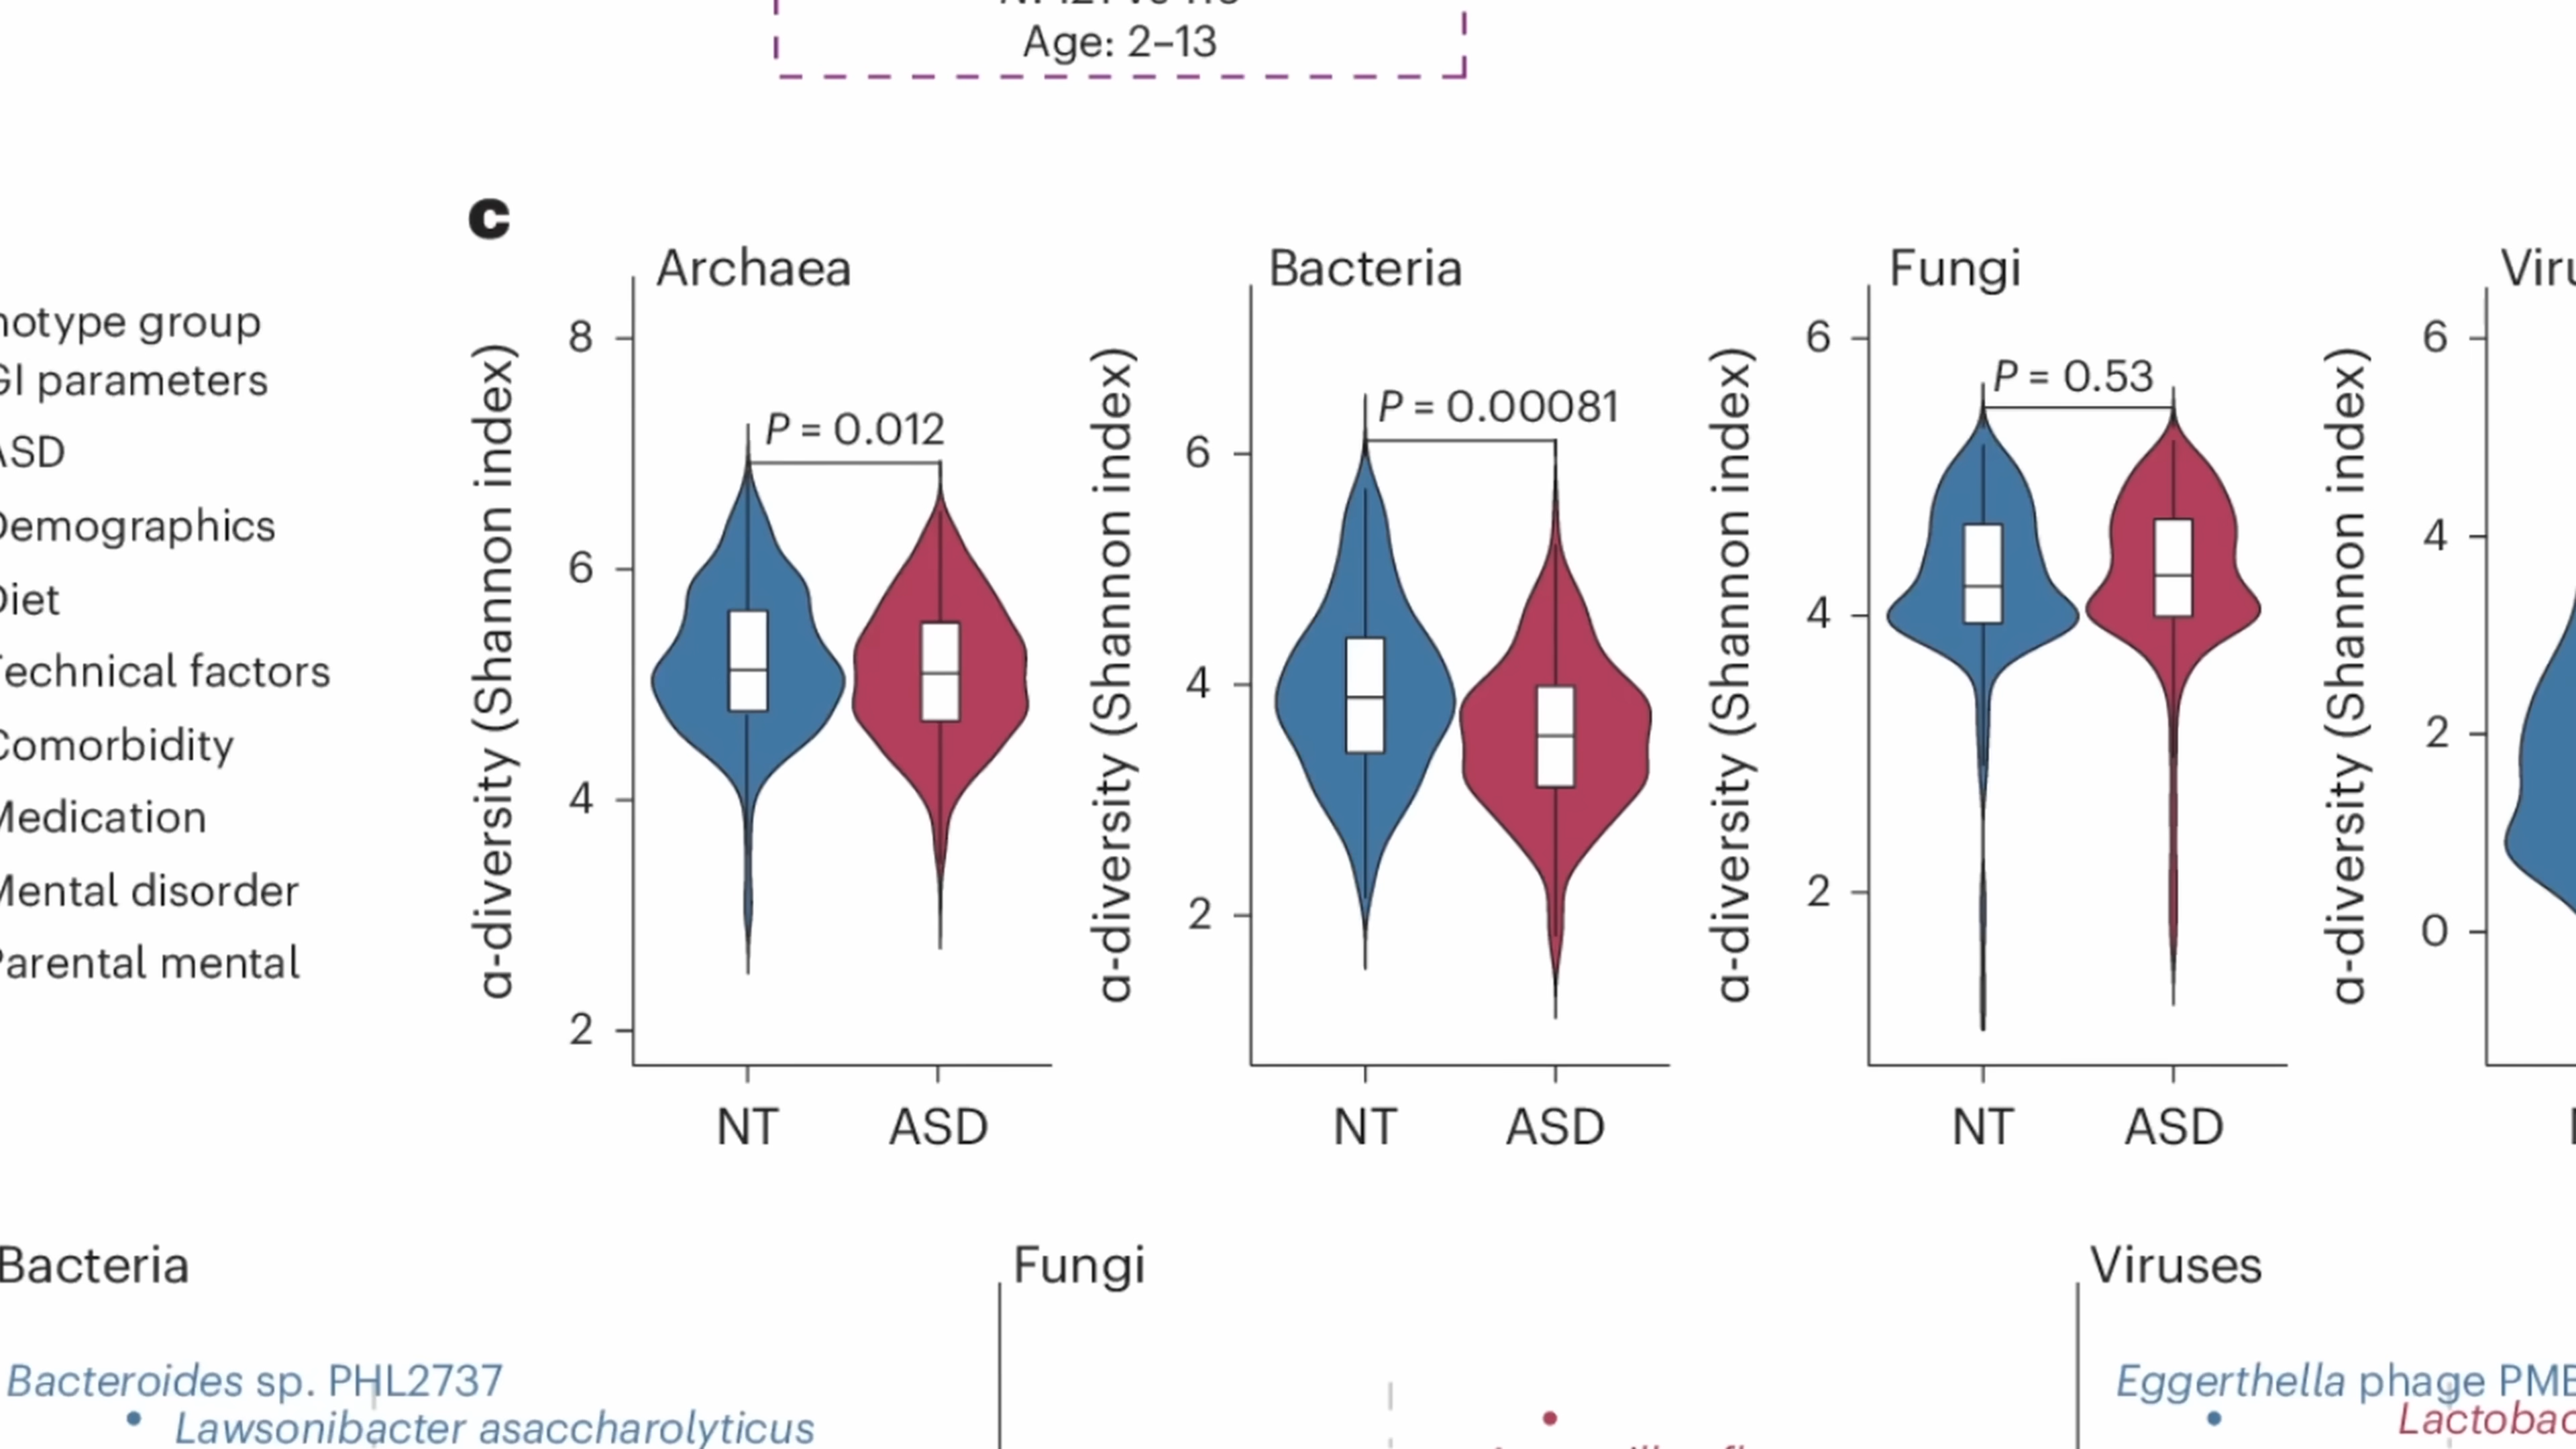 Age: 2–13
c
Archaea
Bacteria
Fungi
group
GI parameters
ASD
Demographics
Diet
Technical factors
Comorbidity
Medication
Mental disorder
Parental mental
α-diversity (Shannon index)
8
6
4
2
P = 0.012
NT
ASD
α-diversity (Shannon index)
6
4
2
P = 0.00081
NT
ASD
α-diversity (Shannon index)
6
4
2
P = 0.53
NT
ASD
α-diversity (Shannon index)
6
4
2
0
Bacteria
Fungi
Viruses
Bacteroides sp. PHL2737
Lawsonibacter asaccharolyticus
Eggerthella phage